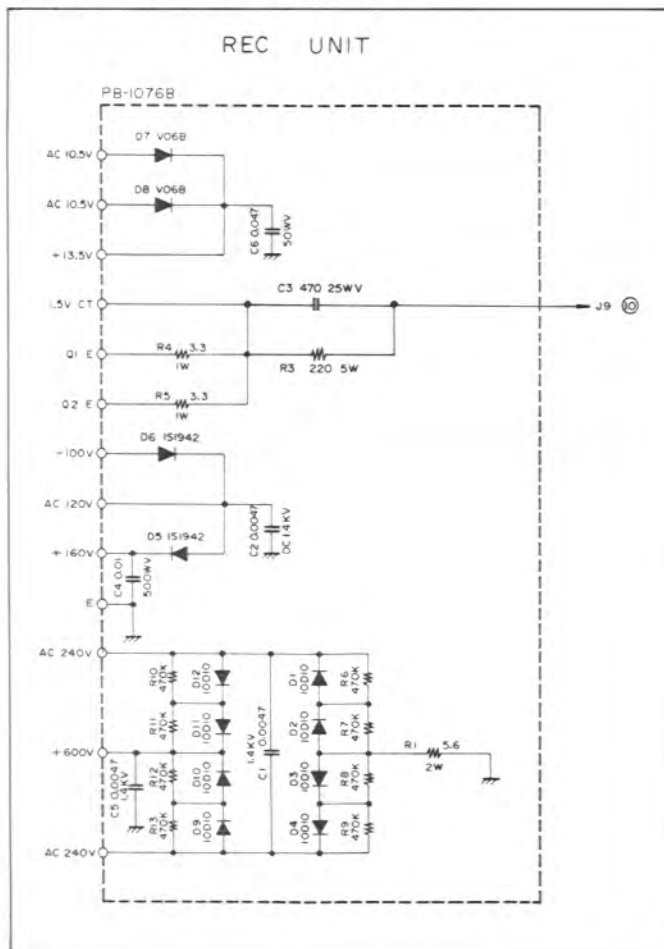 REC UNIT
PB-1076B
D7 V06B
AC 10.5V
D8 V06B
AC 10.5V
C6 0.047
50WV
+13.5V
C3 470 25WV
1.5V CT
J9 10
R4 3.3
1W
Q1 E
R3 220 5W
R5 3.3
1W
Q2 E
D6 1S1942
-100V
AC 120V
C2 0.0047
DC 1.4KV
D5 1S1942
+160V
C4 0.01
500WV
E
AC 240V
R10
470K
D12
10D10
D1
10D10
R6
470K
R11
470K
D11
10D10
C1
0.0047
1.4KV
D2
10D10
R7
470K
+600V
R1 5.6
2W
C5 0.0047
1.4KV
R12
470K
D10
10D10
D3
10D10
R8
470K
R13
470K
D9
10D10
D4
10D10
R9
470K
AC 240V